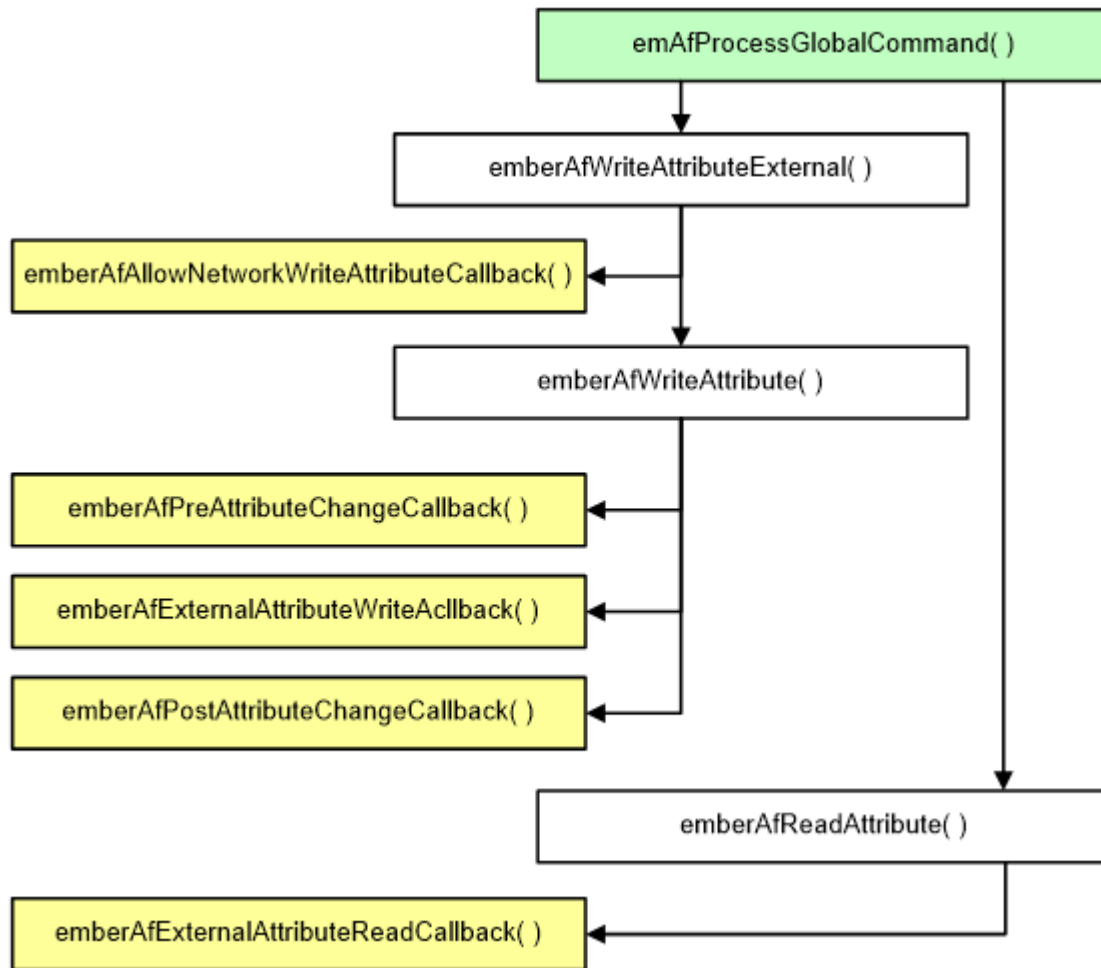 emAfProcessGlobalCommand( )
emberAfWriteAttributeExternal( )
emberAfAllowNetworkWriteAttributeCallback( )
emberAfWriteAttribute( )
emberAfPreAttributeChangeCallback( )
emberAfExternalAttributeWriteAcllback( )
emberAfPostAttributeChangeCallback( )
emberAfReadAttribute( )
emberAfExternalAttributeReadCallback( )